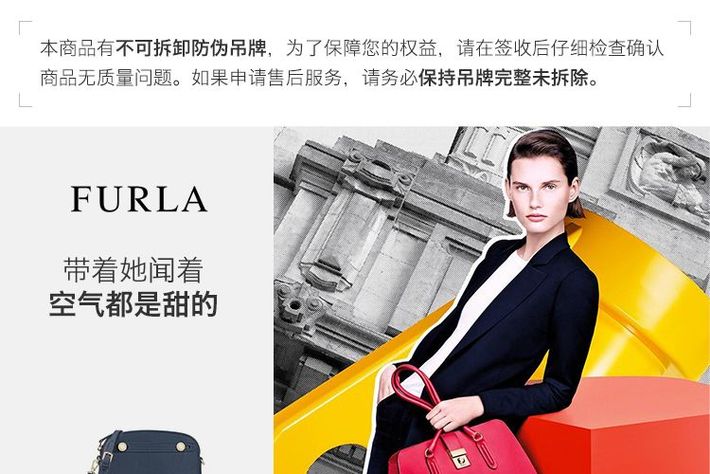 本商品有不可拆卸防伪吊牌，为了保障您的权益，请在签收后仔细检查确认
商品无质量问题。如果申请售后服务，请务必保持吊牌完整未拆除。
FURLA
带着她闻着
空气都是甜的